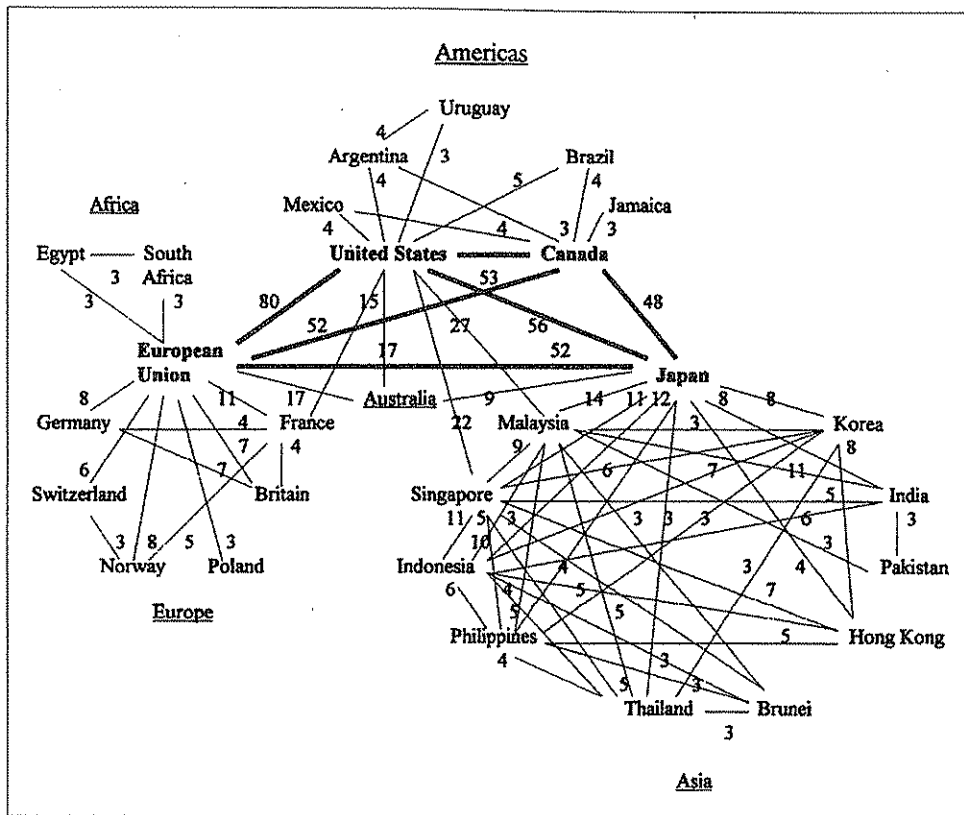 Americas
Uruguay
4
Argentina
3
Brazil
4
5
4
Africa
Mexico
Jamaica
4
4
3
3
Egypt
South
United States
Canada
3
Africa
3
3
80
15
53
48
52
27
56
European
17
52
Union
Japan
8
11
17
Australia
9
14
11
12
8
8
Germany
4
France
22
Malaysia
3
Korea
7
4
9
8
6
7
6
7
11
Switzerland
Britain
Singapore
5
India
11
5
3
3
3
3
6
3
3
8
5
3
10
3
Norway
Poland
Indonesia
4
3
4
Pakistan
6
4
5
7
Europe
5
5
Philippines
5
Hong Kong
4
3
5
3
Thailand
Brunei
3
Asia